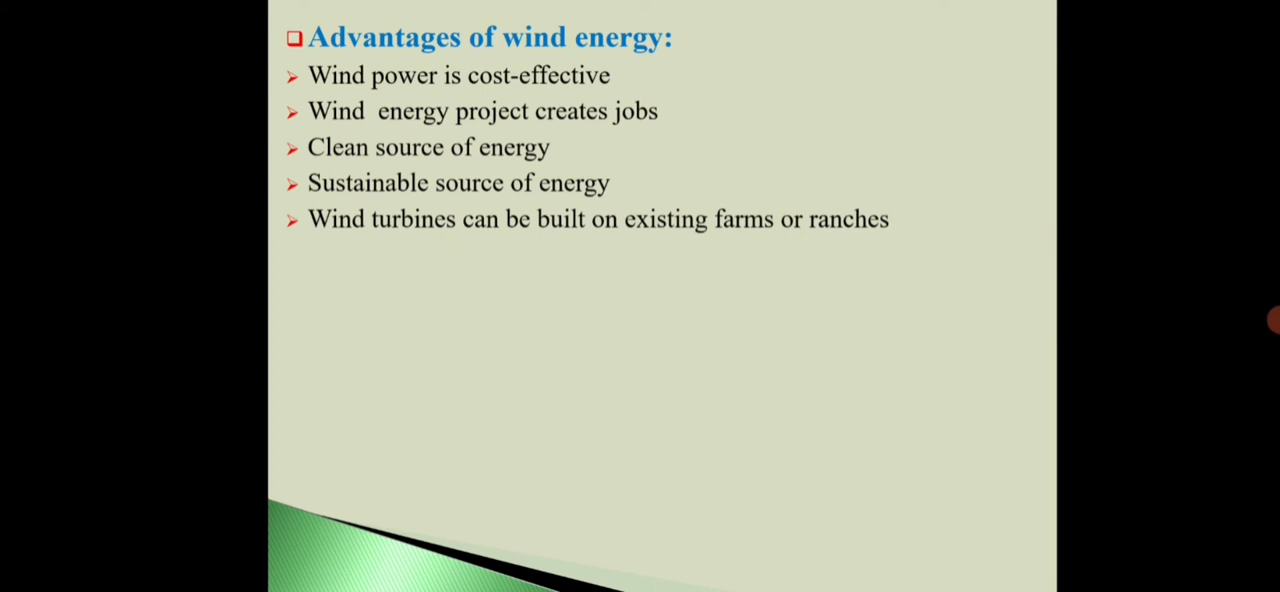 Advantages of wind energy:
Wind power is cost-effective
Wind energy project creates jobs
Clean source of energy
Sustainable source of energy
Wind turbines can be built on existing farms or ranches